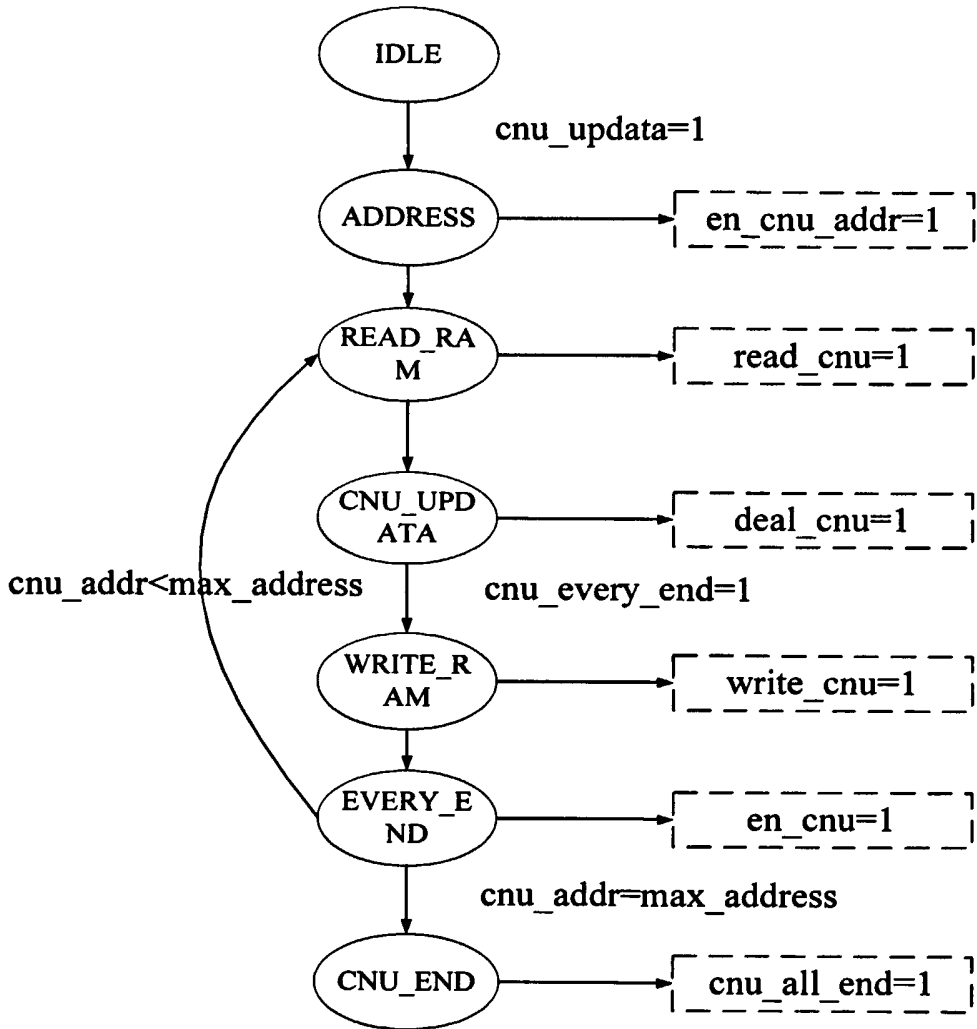 IDLE
cnu_updata=1
ADDRESS
en_cnu_addr=1
READ_RA
M
read_cnu=1
CNU_UPD
ATA
deal_cnu=1
cnu_addr<max_address
cnu_every_end=1
WRITE_R
AM
write_cnu=1
EVERY_E
ND
en_cnu=1
cnu_addr=max_address
CNU_END
cnu_all_end=1